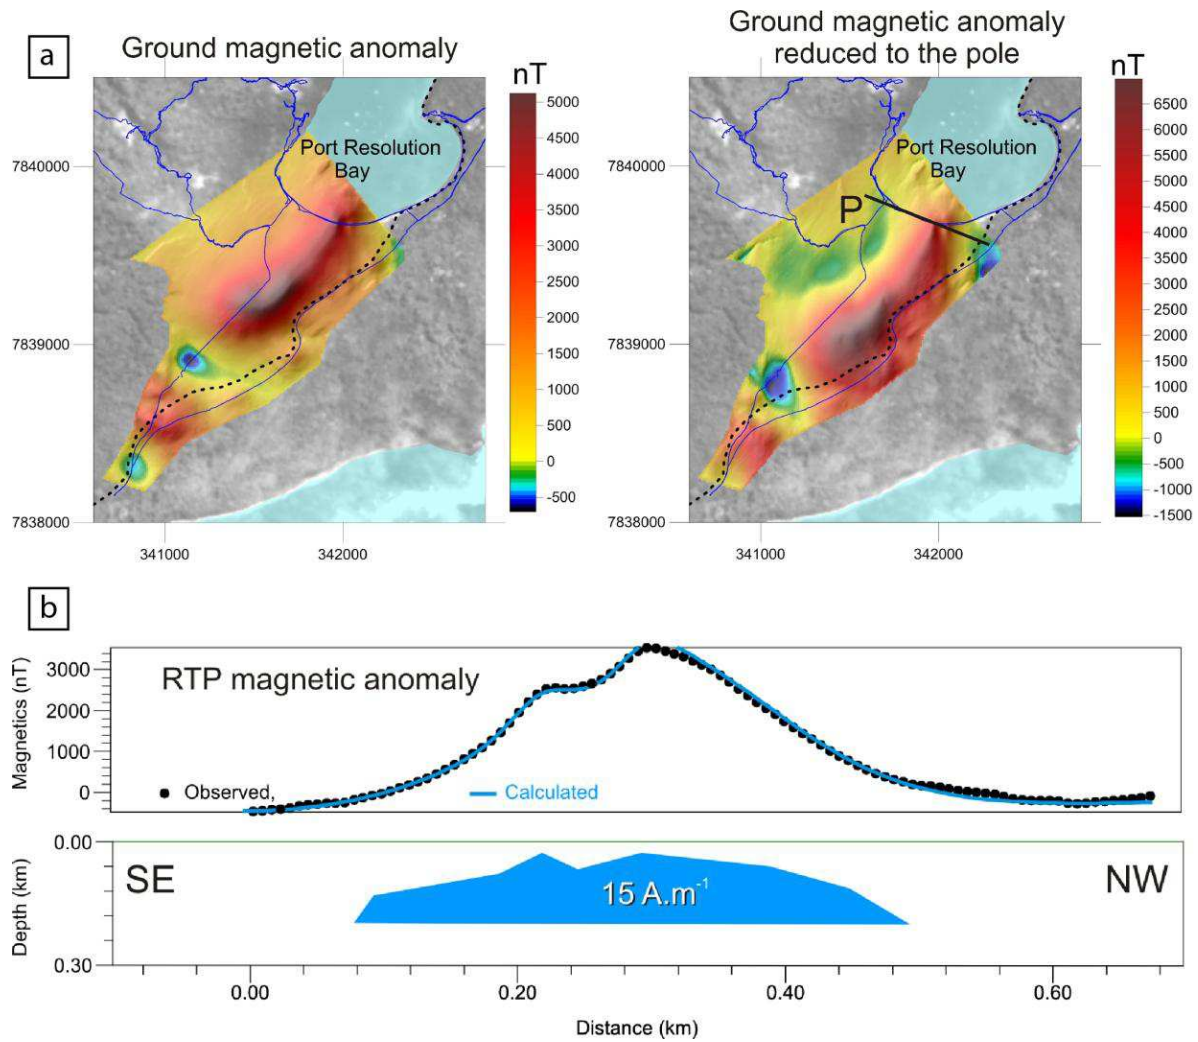 a
Ground magnetic anomaly
nT
5000
4500
4000
3500
3000
2500
2000
1500
1000
500
0
-500
7840000
7839000
7838000
341000
342000
Port Resolution
Bay
Ground magnetic anomaly
reduced to the pole
nT
6500
6000
5500
5000
4500
4000
3500
3000
2500
2000
1500
1000
500
0
-500
-1000
-1500
7840000
7839000
7838000
341000
342000
Port Resolution
Bay
P
b
RTP magnetic anomaly
Magnetics (nT)
3000
2000
1000
0
Observed,
Calculated
Depth (km)
0.00
0.30
SE
15 A.m-1
NW
0.00
0.20
0.40
0.60
Distance (km)